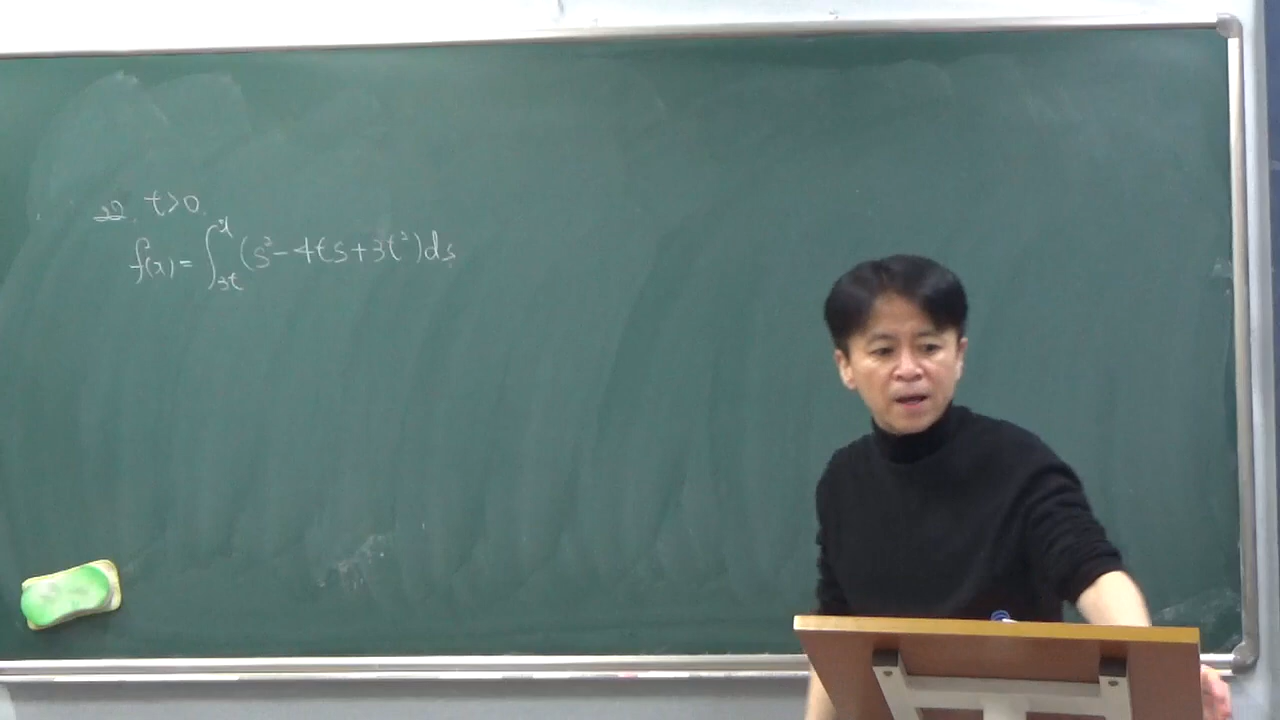 22. t>0.
f(x) = ∫_{3t}^{x} (s²-4ts+3t²)ds